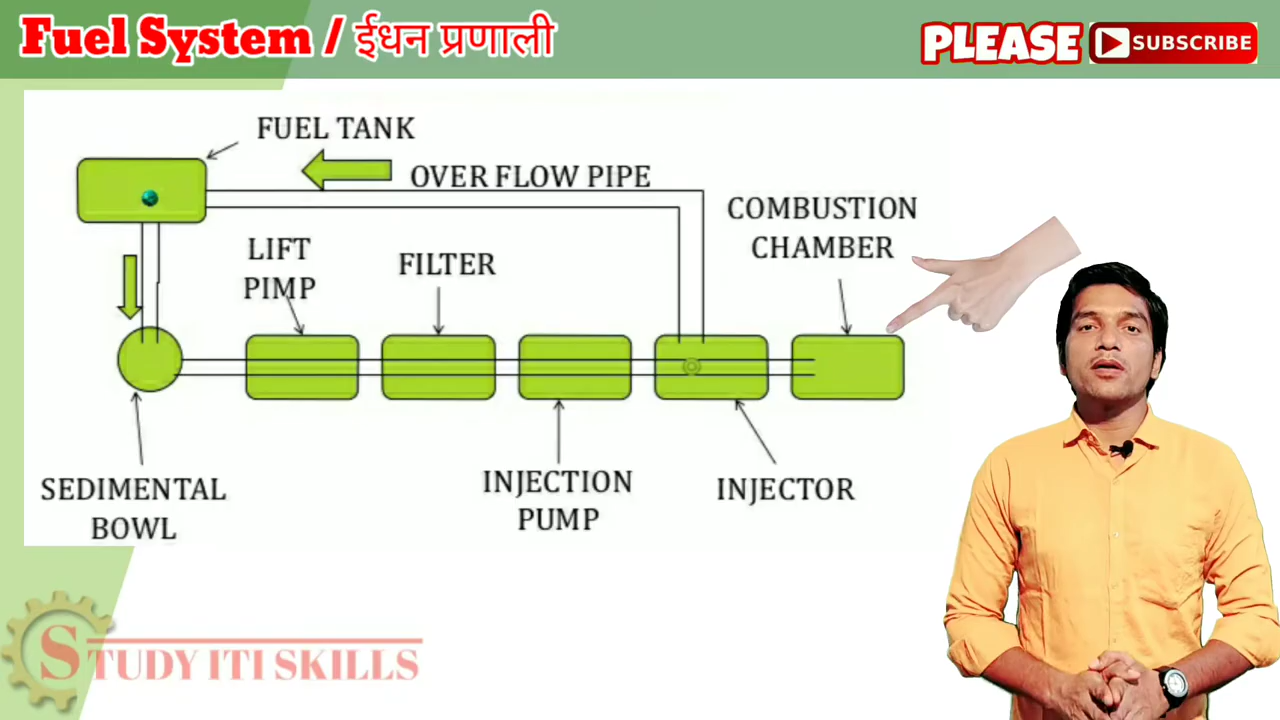 Fuel System / ईधन प्रणाली
PLEASE SUBSCRIBE
FUEL TANK
OVER FLOW PIPE
COMBUSTION
CHAMBER
LIFT
PIMP
FILTER
SEDIMENTAL
BOWL
INJECTION
PUMP
INJECTOR
STUDY ITI SKILLS